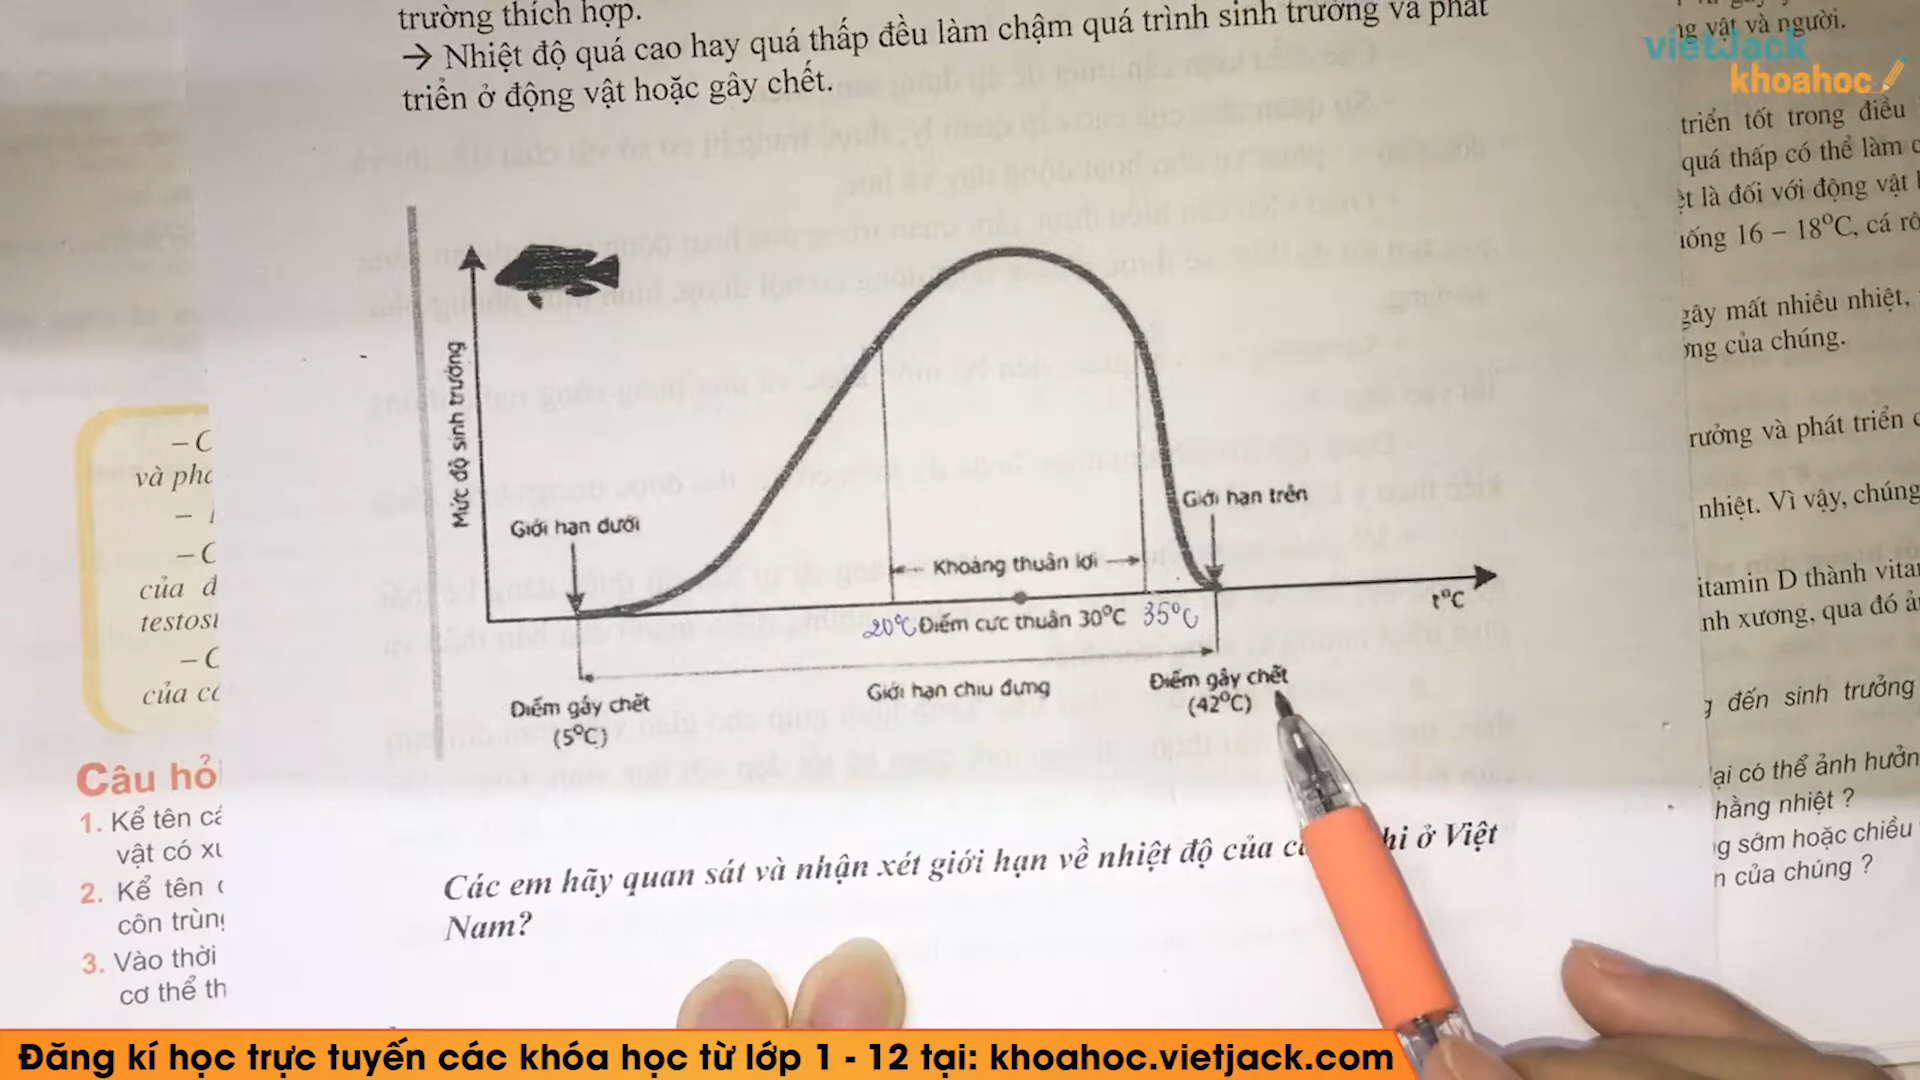 trường thích hợp.
→ Nhiệt độ quá cao hay quá thấp đều làm chậm quá trình sinh trưởng và phát
triển ở động vật hoặc gây chết.
Mức độ sinh trưởng
Giới hạn dưới
Giới hạn trên
Khoảng thuận lợi
t°C
20°C Điểm cực thuận 30°C 35°C
Giới hạn chịu đựng
Điểm gây chết
(5°C)
Điểm gây chết
(42°C)
Các em hãy quan sát và nhận xét giới hạn về nhiệt độ của hi ở Việt
Nam?
– C
và phá
–
– C
của đ
testos
– C
của
Câu hỏ
1. Kể tên
vật có
2. Kể tên
côn trùng
3. Vào thời
cơ thể th
ng vật và người.
vietJack
khoahoc
triển tốt trong điều
quá thấp có thể làm
là đối với động vật
16 – 18°C, cá rô
gây mất nhiều nhiệt,
của chúng.
rưởng và phát triển
nhiệt. Vì vậy, chúng
itamin D thành vita
nh xương, qua đó
đến sinh trưởng
ại có thể ảnh hưởn
hằng nhiệt ?
g sớm hoặc chiều
của chúng ?
Đăng kí học trực tuyến các khóa học từ lớp 1 - 12 tại: khoahoc.vietjack.com